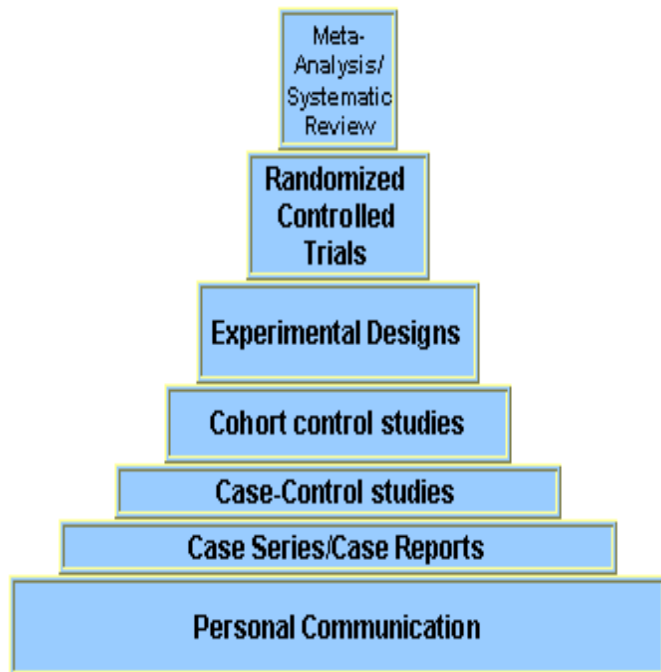 Meta-
Analysis/
Systematic
Review
Randomized
Controlled
Trials
Experimental Designs
Cohort control studies
Case-Control studies
Case Series/Case Reports
Personal Communication